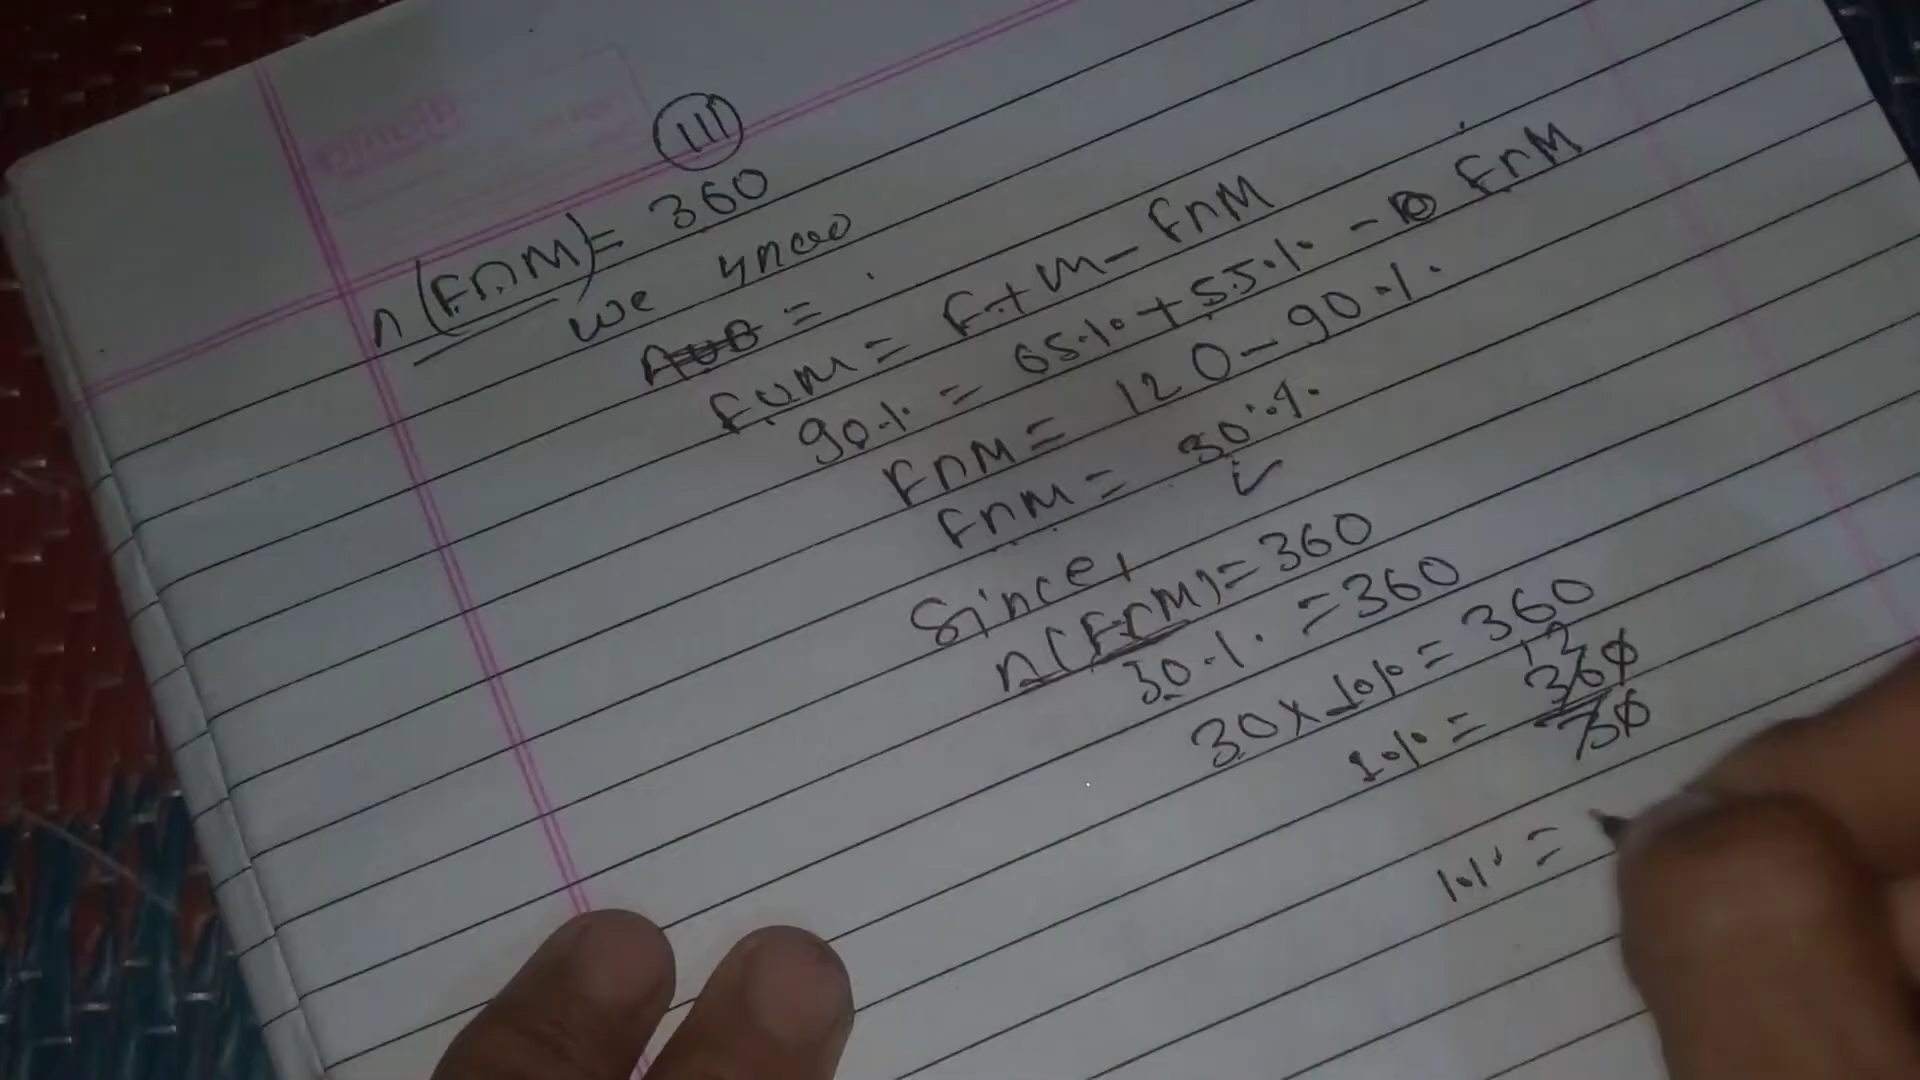 III
n(F∩M)= 360
we know
A∪B =
F∪M = F+M-F∩M
90% = 65%+55% - F∩M
F∩M = 120-90%
F∩M = 30%
Since,
n(F∩M)=360
30% =360
30×1% = 360
12
1% = 360/30
1% =